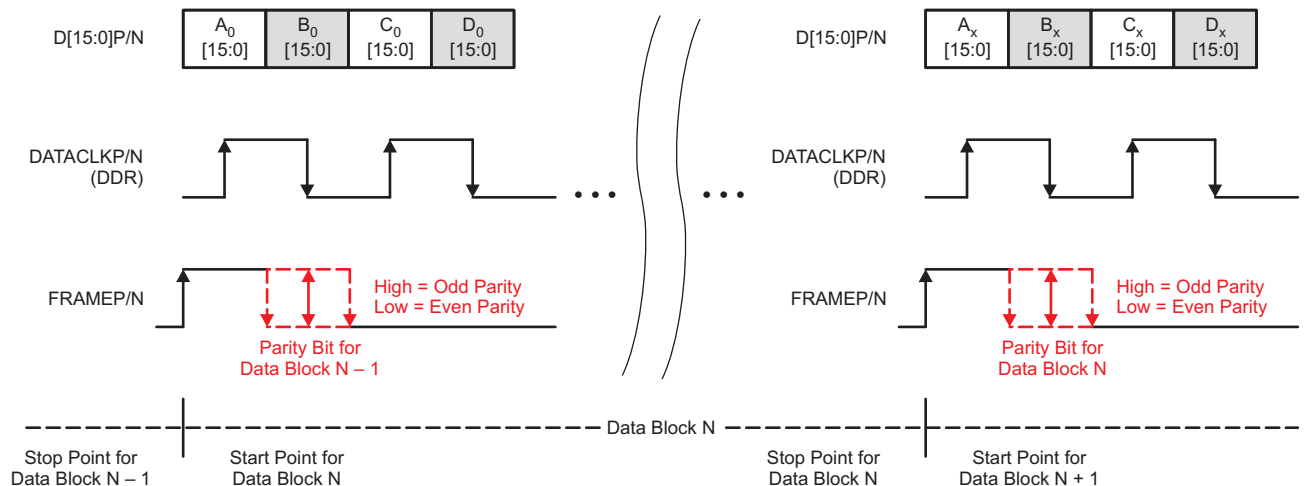 D[15:0]P/N
A0 B0 C0 D0
[15:0] [15:0] [15:0] [15:0]
D[15:0]P/N
Ax Bx Cx Dx
[15:0] [15:0] [15:0] [15:0]
DATACLKP/N
(DDR)
DATACLKP/N
(DDR)
FRAMEP/N
High = Odd Parity
Low = Even Parity
Parity Bit for
Data Block N – 1
FRAMEP/N
High = Odd Parity
Low = Even Parity
Parity Bit for
Data Block N
Data Block N
Stop Point for
Data Block N – 1
Start Point for
Data Block N
Stop Point for
Data Block N
Start Point for
Data Block N + 1